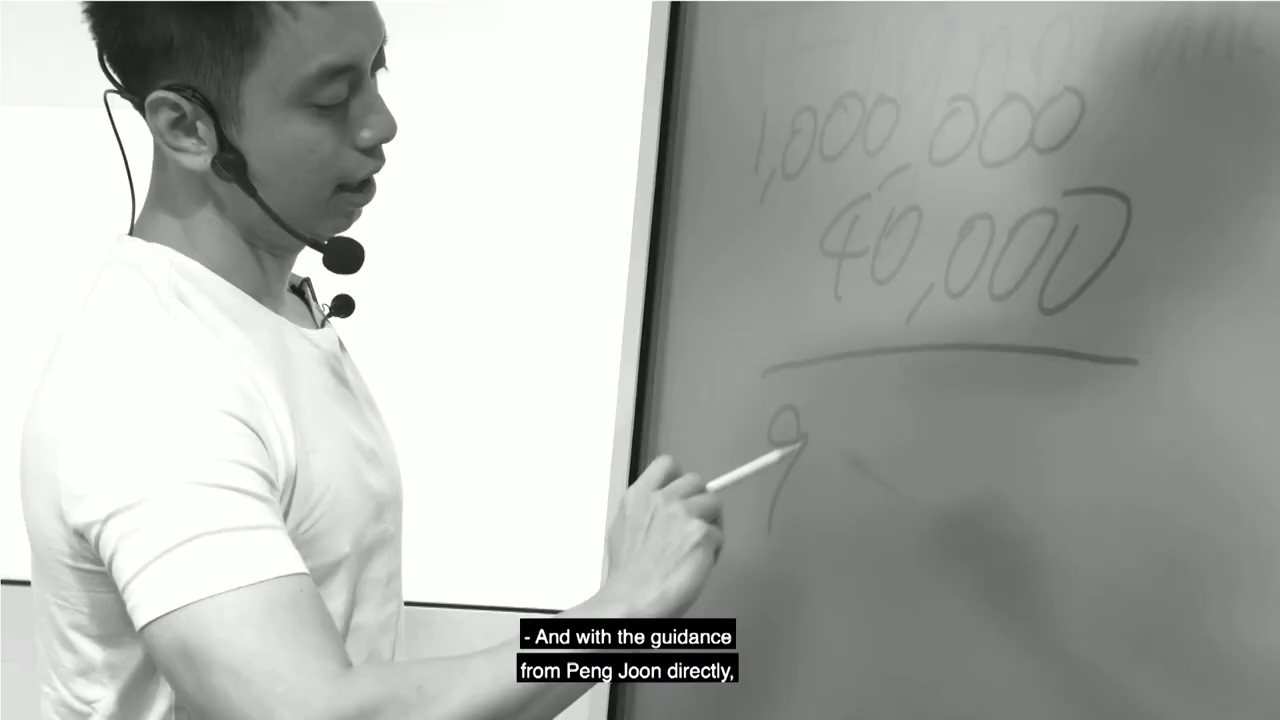 1,000,000
40,000
9
- And with the guidance
from Peng Joon directly,